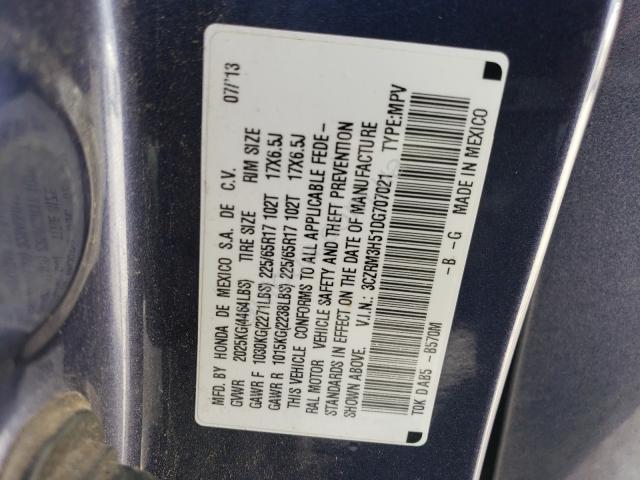 MFD. BY HONDA DE MEXICO S.A. DE C.V. 07/'13
GVWR 2025KG(4464LBS) TIRE SIZE RIM SIZE
GAWR F 1030KG(2271LBS) 225/65R17 102T 17X6.5J
GAWR R 1015KG(2238LBS) 225/65R17 102T 17X6.5J
THIS VEHICLE CONFORMS TO ALL APPLICABLE FEDE–
RAL MOTOR VEHICLE SAFETY AND THEFT PREVENTION
STANDARDS IN EFFECT ON THE DATE OF MANUFACTURE
SHOWN ABOVE. V.I.N.: 3CZRM3H51DG707021 TYPE:MPV
T0K DAB5 -B570M -B -G MADE IN MEXICO